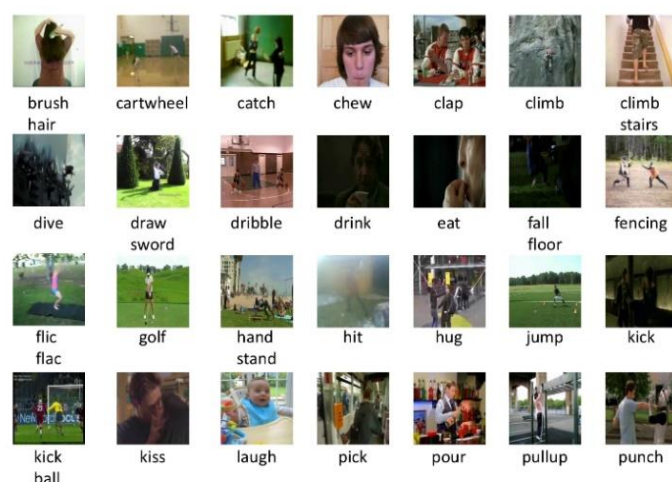 brush cartwheel catch chew clap climb climb
hair stairs
dive draw dribble drink eat fall fencing
sword floor
flic golf hand hit hug jump kick
flac stand
kick kiss laugh pick pour pullup punch
ball